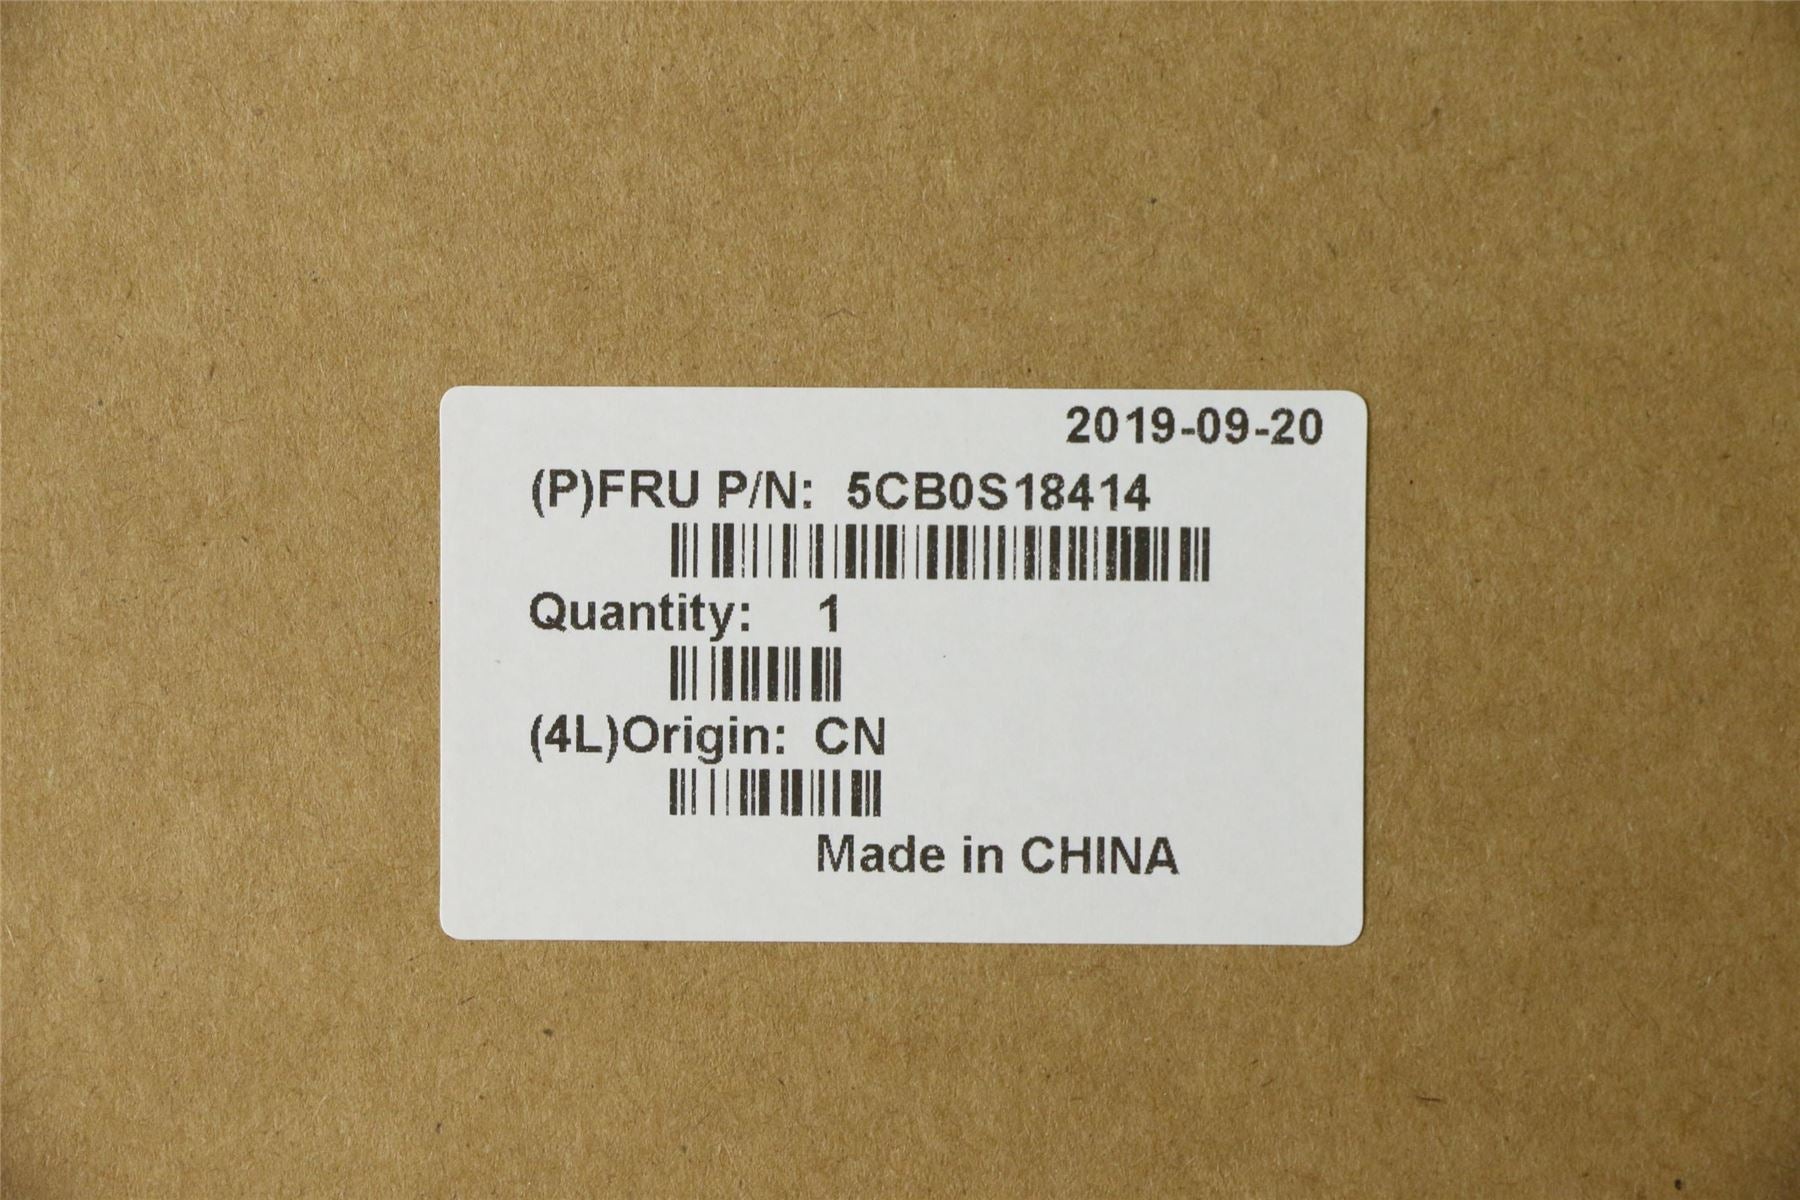 2019-09-20
(P)FRU P/N: 5CB0S18414
Quantity: 1
(4L)Origin: CN
Made in CHINA